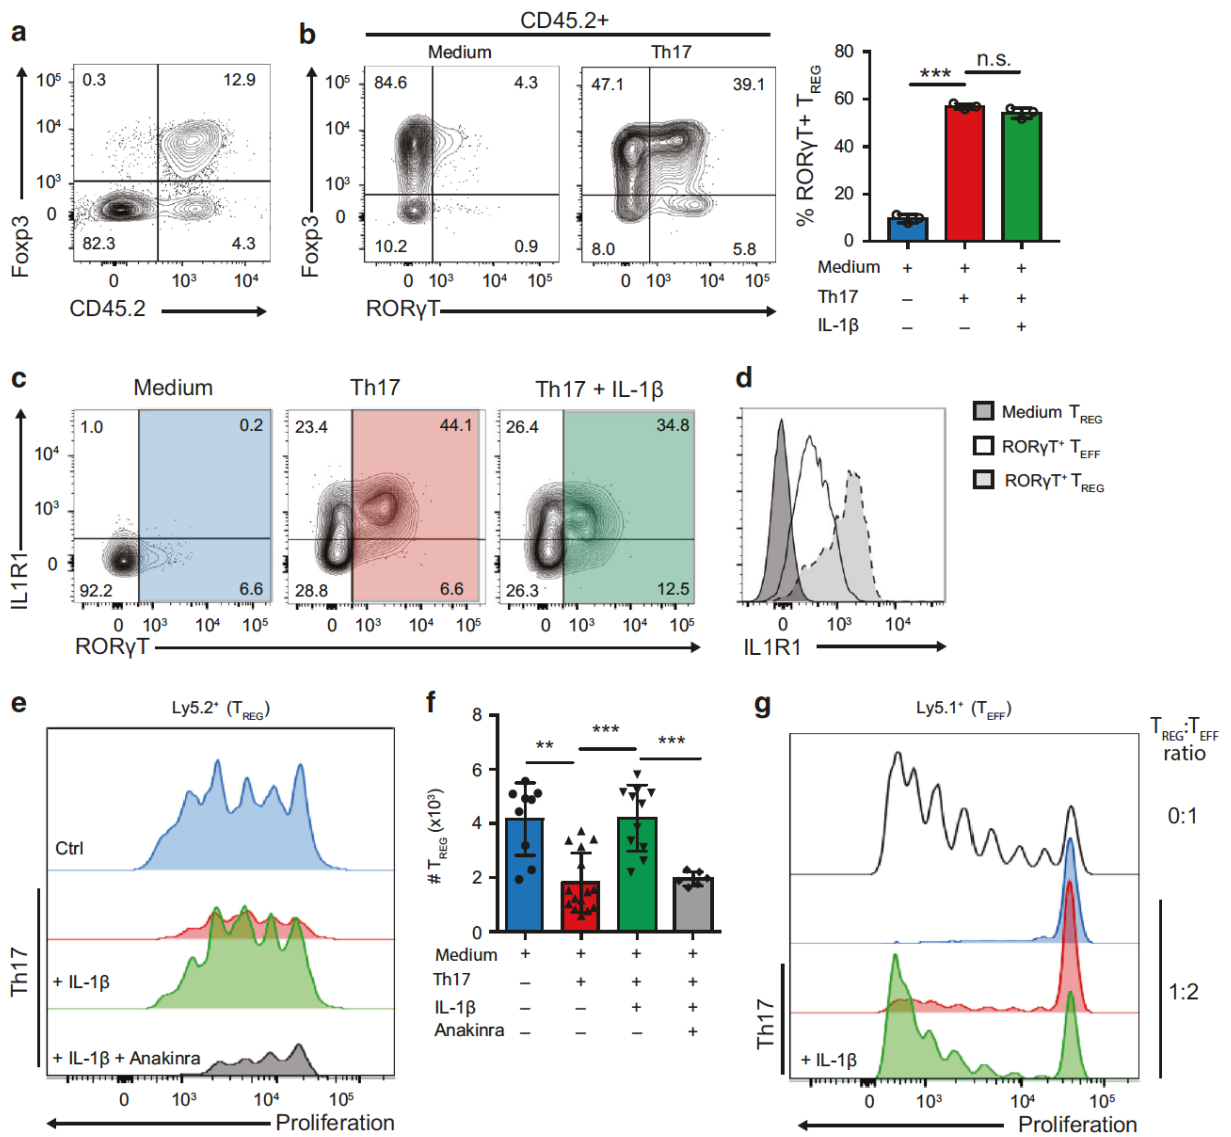 a
0.3
12.9
82.3
4.3
10⁵
10⁴
10³
0
Foxp3
0
10³
10⁴
CD45.2
b
CD45.2+
Medium
Th17
84.6
4.3
10.2
0.9
47.1
39.1
8.0
5.8
10⁵
10⁴
10³
0
Foxp3
0 10³ 10⁴ 10⁵
0 10³ 10⁴ 10⁵
RORγT
% RORγT+ TREG
80
60
40
20
0
***
n.s.
Medium + + +
Th17 – + +
IL-1β – – +
c
Medium
Th17
Th17 + IL-1β
1.0
0.2
92.2
6.6
23.4
44.1
28.8
6.6
26.4
34.8
26.3
12.5
10⁴
10³
0
IL1R1
0 10³ 10⁴ 10⁵
0 10³ 10⁴ 10⁵
0 10³ 10⁴ 10⁵
RORγT
d
0 10³ 10⁴
IL1R1
Medium TREG
RORγT⁺ TEFF
RORγT⁺ TREG
e
Ly5.2⁺ (TREG)
Ctrl
Th17
+ IL-1β
+ IL-1β + Anakinra
0 10³ 10⁴ 10⁵
Proliferation
f
# TREG (x10³)
8
6
4
2
0
**
***
***
Medium + + + +
Th17 – + + +
IL-1β – – + +
Anakinra – – – +
g
Ly5.1⁺ (TEFF)
TREG:TEFF
ratio
0:1
1:2
Th17
+ IL-1β
0 10³ 10⁴ 10⁵
Proliferation